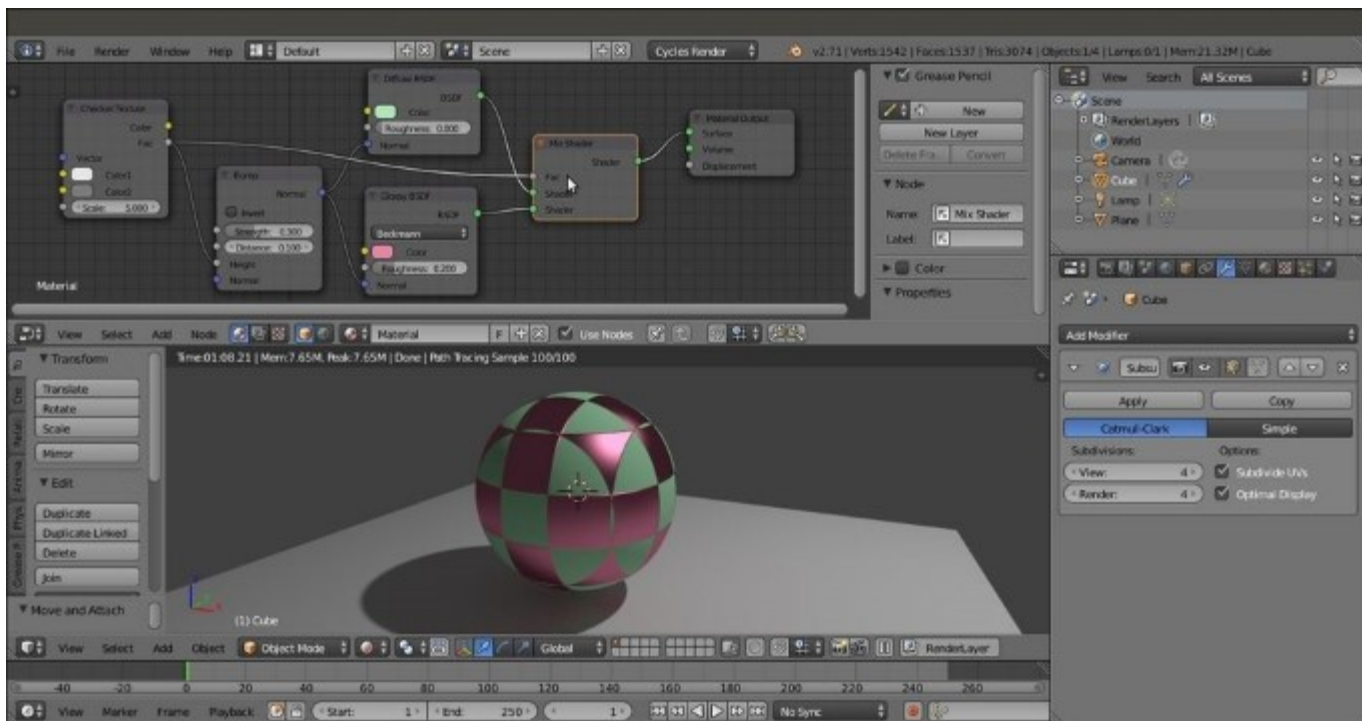 File Render Window Help Default Scene Cycles Render v2.71 | Verts:1542 | Faces:1537 | Tris:3074 | Objects:1/4 | Lamps:0/1 | Mem:21.32M | Cube
Checker Texture
Color
Fac
Vector
Color1
Color2
Scale: 5.000
Bump
Normal
Invert
Strength: 0.300
Distance: 0.100
Height
Normal
Diffuse BSDF
BSDF
Color
Roughness: 0.000
Normal
Glossy BSDF
BSDF
Beckmann
Color
Roughness: 0.200
Normal
Mix Shader
Shader
Fac
Shader
Shader
Material Output
Surface
Volume
Displacement
Material
Grease Pencil
New
New Layer
Delete Fra... Convert
Node
Name: Mix Shader
Label:
Color
Properties
View Search All Scenes
Scene
RenderLayers |
World
Camera |
Cube |
Lamp |
Plane |
View Select Add Node Material F Use Nodes
Cube
Add Modifier
Subsu
Apply Copy
Catmull-Clark Simple
Subdivisions: Options:
View: 4 Subdivide UVs
Render: 4 Optimal Display
Transform
Translate
Rotate
Scale
Mirror
Edit
Duplicate
Duplicate Linked
Delete
Join
Move and Attach
Time:01:08.21 | Mem:7.65M, Peak:7.65M | Done | Path Tracing Sample 100/100
(1) Cube
View Select Add Object Object Mode Global RenderLayer
-40 -20 0 20 40 60 80 100 120 140 160 180 200 220 240 260
View Marker Frame Playback Start: 1 End: 250 1 No Sync